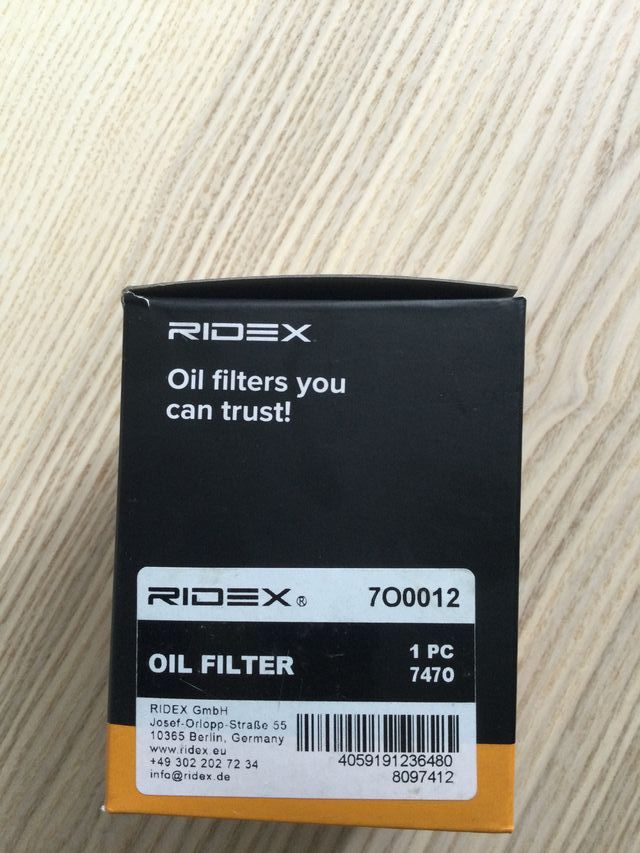 RIDEX
Oil filters you
can trust!
RIDEX ® 7O0012
OIL FILTER
1 PC
7470
RIDEX GmbH
Josef-Orlopp-Straße 55
10365 Berlin, Germany
www.ridex.eu
+49 302 202 72 34
info@ridex.de
4059191236480
8097412